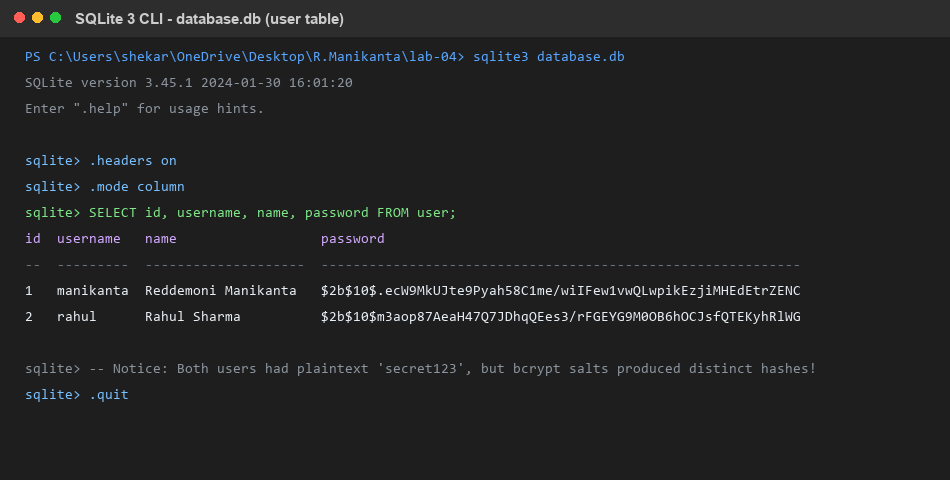 SQLite 3 CLI - database.db (user table)
PS C:\Users\shekar\OneDrive\Desktop\R.Manikanta\lab-04> sqlite3 database.db
SQLite version 3.45.1 2024-01-30 16:01:20
Enter ".help" for usage hints.
sqlite> .headers on
sqlite> .mode column
sqlite> SELECT id, username, name, password FROM user;
id  username   name                  password
--  ---------  --------------------  ------------------------------------------------------------
1   manikanta  Reddemoni Manikanta   $2b$10$.ecW9MkUJte9Pyah58C1me/wiIFew1vwQLwpikEzjiMHEdEtrZENC
2   rahul      Rahul Sharma          $2b$10$m3aop87AeaH47Q7JDhqQEes3/rFGEYG9M0OB6hOCJsfQTEKyhRlWG
sqlite> -- Notice: Both users had plaintext 'secret123', but bcrypt salts produced distinct hashes!
sqlite> .quit